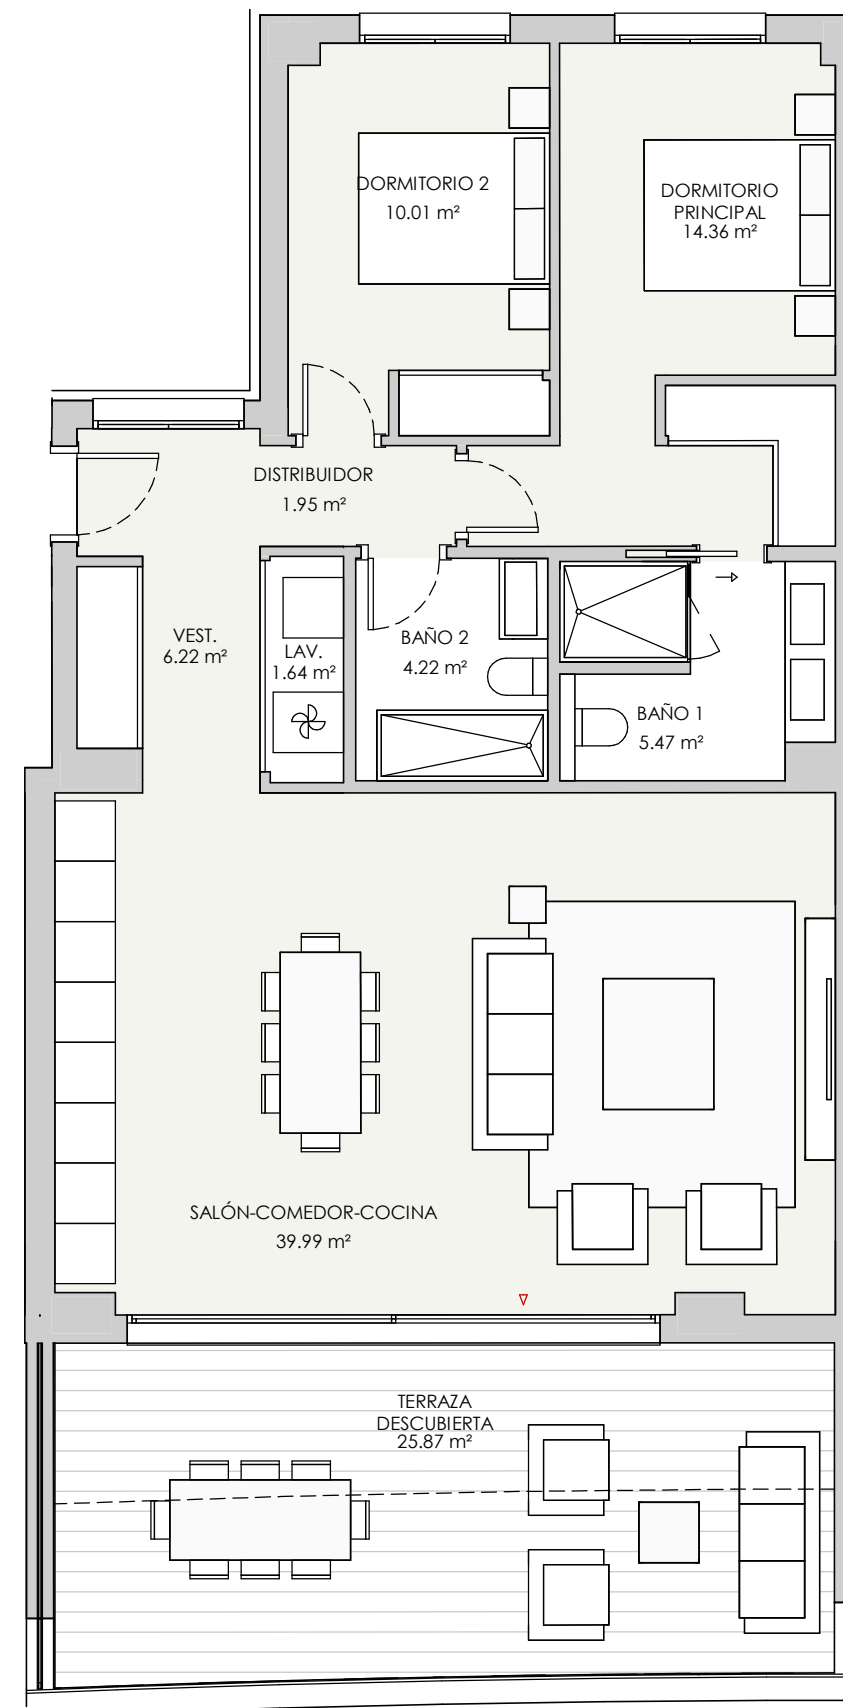 DORMITORIO 2
10.01 m²
DORMITORIO
PRINCIPAL
14.36 m²
DISTRIBUIDOR
1.95 m²
VEST.
6.22 m²
LAV.
1.64 m²
BAÑO 2
4.22 m²
BAÑO 1
5.47 m²
SALÓN-COMEDOR-COCINA
39.99 m²
TERRAZA
DESCUBIERTA
25.87 m²